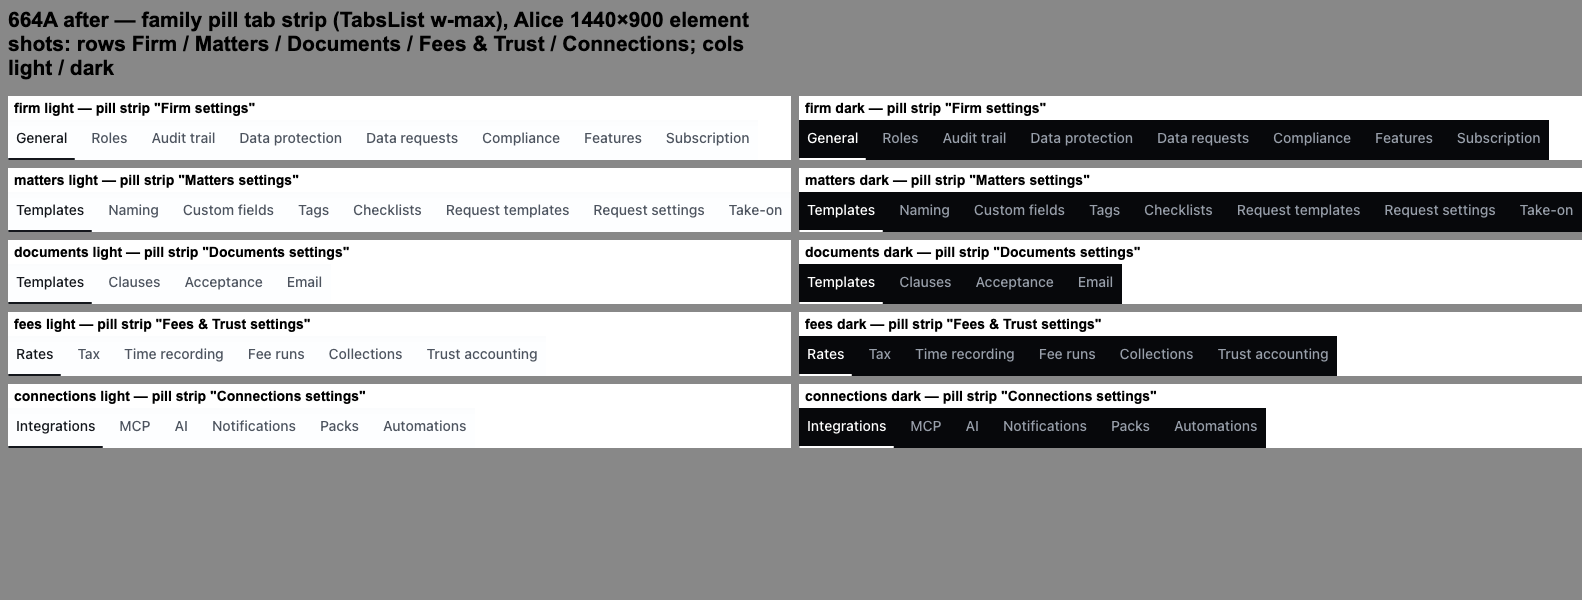 664A after — family pill tab strip (TabsList w-max), Alice 1440×900 element
shots: rows Firm / Matters / Documents / Fees & Trust / Connections; cols
light / dark
firm light — pill strip "Firm settings"
General Roles Audit trail Data protection Data requests Compliance Features Subscription
firm dark — pill strip "Firm settings"
General Roles Audit trail Data protection Data requests Compliance Features Subscription
matters light — pill strip "Matters settings"
Templates Naming Custom fields Tags Checklists Request templates Request settings Take-on
matters dark — pill strip "Matters settings"
Templates Naming Custom fields Tags Checklists Request templates Request settings Take-on
documents light — pill strip "Documents settings"
Templates Clauses Acceptance Email
documents dark — pill strip "Documents settings"
Templates Clauses Acceptance Email
fees light — pill strip "Fees & Trust settings"
Rates Tax Time recording Fee runs Collections Trust accounting
fees dark — pill strip "Fees & Trust settings"
Rates Tax Time recording Fee runs Collections Trust accounting
connections light — pill strip "Connections settings"
Integrations MCP AI Notifications Packs Automations
connections dark — pill strip "Connections settings"
Integrations MCP AI Notifications Packs Automations